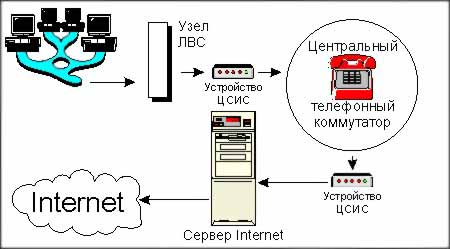 Узел
ЛВС
Устройство
ЦСИС
Центральный
телефонный
коммутатор
Устройство
ЦСИС
Сервер Internet
Internet